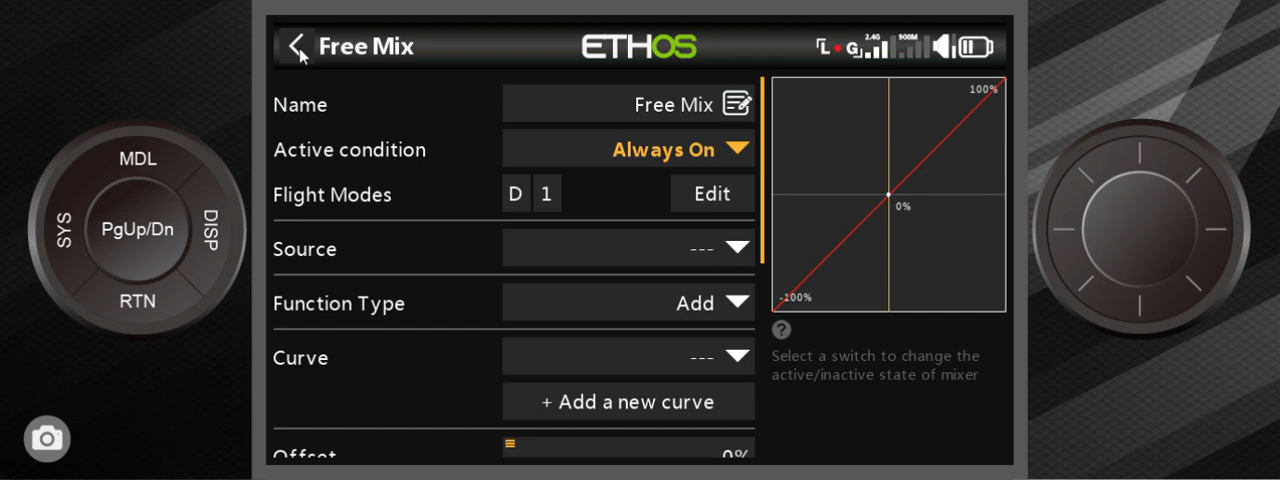 Free Mix
ETHOS
L G 2.4G 900M
Name Free Mix
Active condition Always On
Flight Modes D 1 Edit
Source ---
Function Type Add
Curve ---
+ Add a new curve
Offset 0%
100%
0%
-100%
?
Select a switch to change the
active/inactive state of mixer
MDL
SYS
PgUp/Dn
DISP
RTN